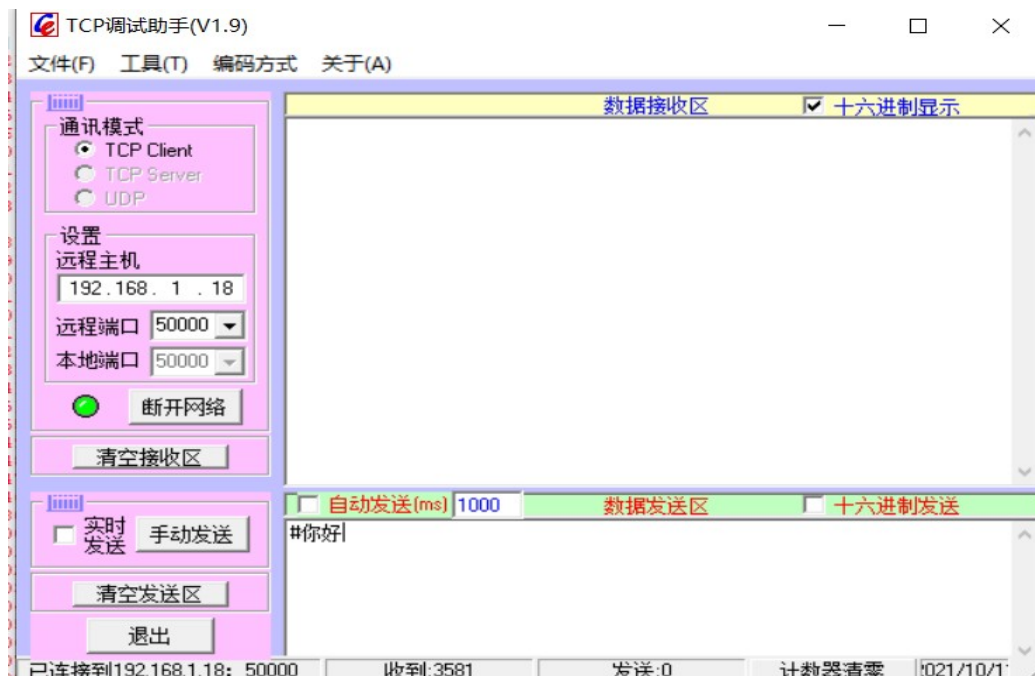 TCP调试助手(V1.9)
文件(F) 工具(T) 编码方式 关于(A)
通讯模式
TCP Client
TCP Server
UDP
设置
远程主机
192.168. 1 .18
远程端口 50000
本地端口 50000
断开网络
清空接收区
数据接收区 十六进制显示
自动发送(ms) 1000 数据发送区 十六进制发送
#你好
实时
发送
手动发送
清空发送区
退出
已连接到192.168.1.18: 50000 收到:3581 发送:0 计数器清零 021/10/1